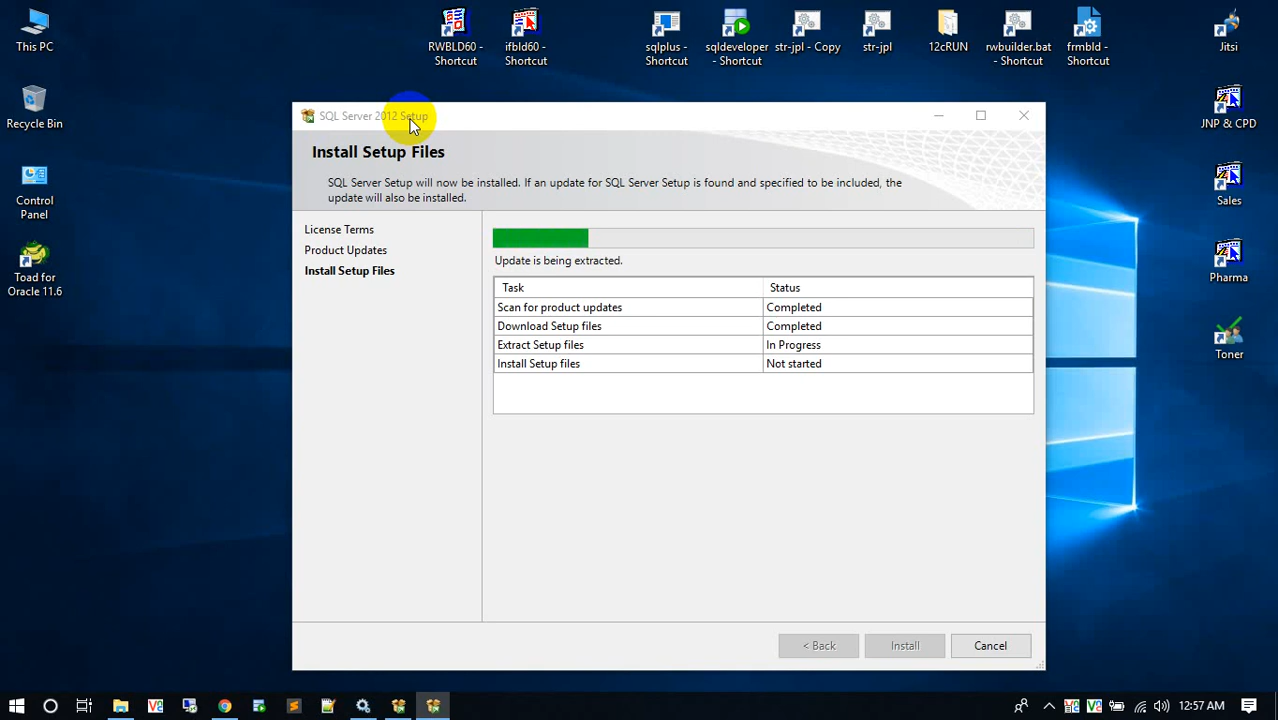 This PC
Recycle Bin
Control
Panel
Toad for
Oracle 11.6
RWBLD60 -
Shortcut
ifbld60 -
Shortcut
sqlplus -
Shortcut
sqldeveloper
- Shortcut
str-jpl - Copy
str-jpl
12cRUN
rwbuilder.bat
- Shortcut
frmbld -
Shortcut
Jitsi
JNP & CPD
Sales
Pharma
Toner
SQL Server 2012 Setup
Install Setup Files
SQL Server Setup will now be installed. If an update for SQL Server Setup is found and specified to be included, the
update will also be installed.
License Terms
Product Updates
Install Setup Files
Update is being extracted.
Task Status
Scan for product updates Completed
Download Setup files Completed
Extract Setup files In Progress
Install Setup files Not started
< Back Install Cancel
12:57 AM